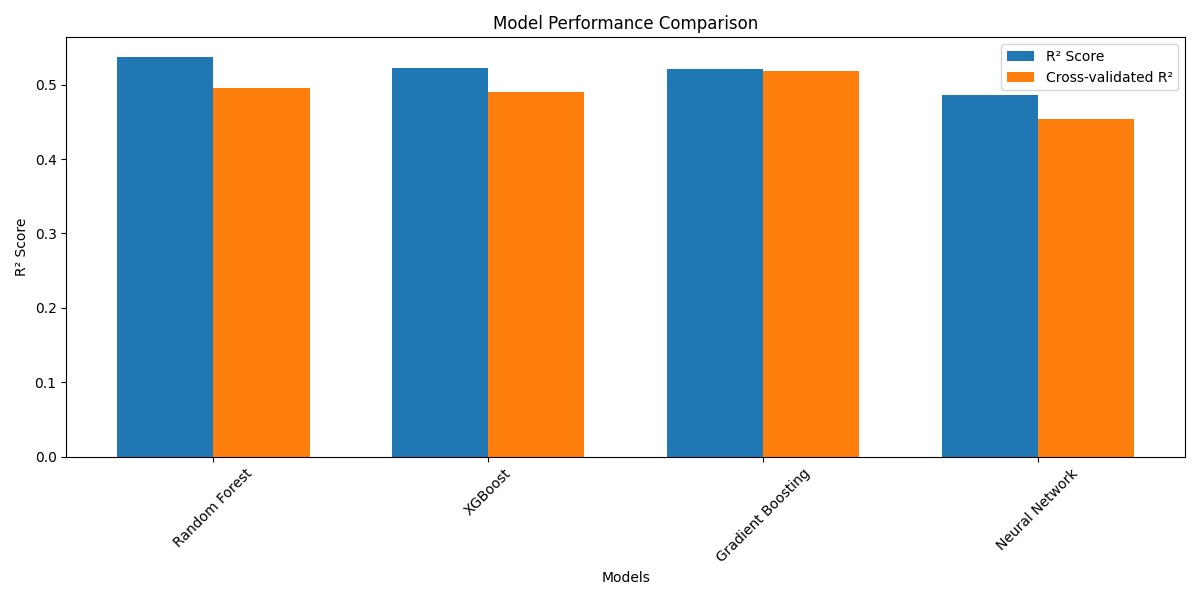 Model Performance Comparison
R² Score
Cross-validated R²
R² Score
0.5
0.4
0.3
0.2
0.1
0.0
Random Forest
XGBoost
Gradient Boosting
Neural Network
Models